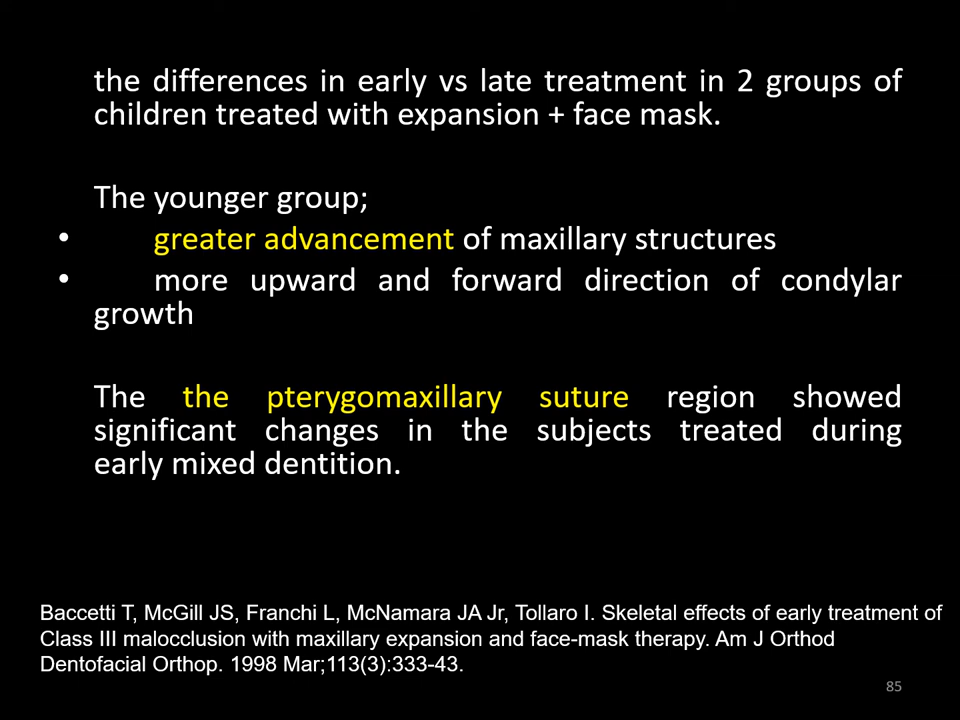 the differences in early vs late treatment in 2 groups of
children treated with expansion + face mask.
The younger group;
• greater advancement of maxillary structures
• more upward and forward direction of condylar
growth
The the pterygomaxillary suture region showed
significant changes in the subjects treated during
early mixed dentition.
Baccetti T, McGill JS, Franchi L, McNamara JA Jr, Tollaro I. Skeletal effects of early treatment of
Class III malocclusion with maxillary expansion and face-mask therapy. Am J Orthod
Dentofacial Orthop. 1998 Mar;113(3):333-43.
85